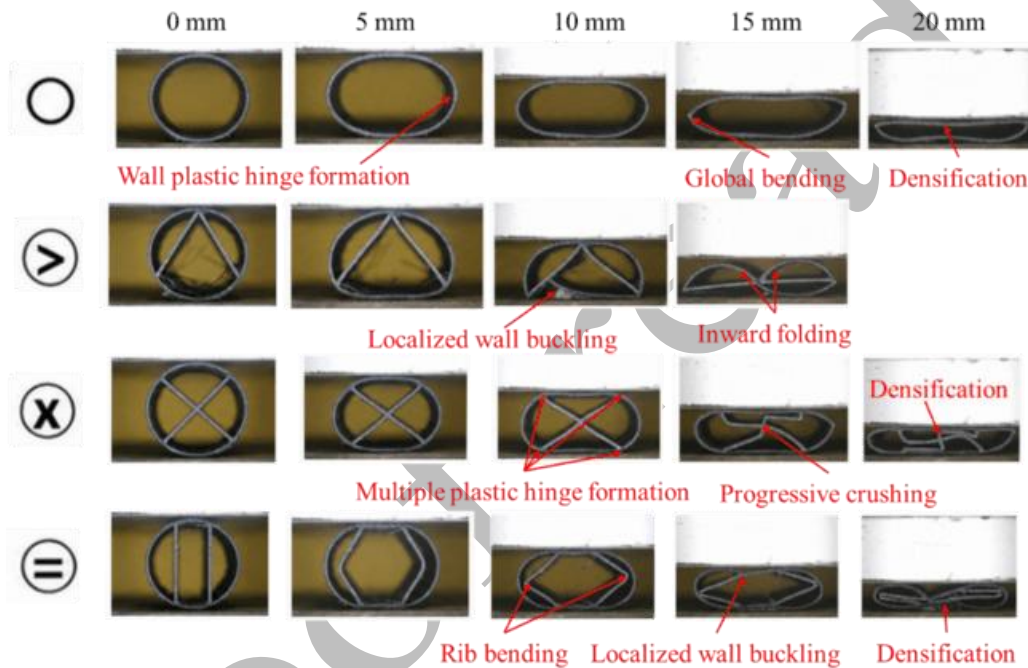 0 mm 5 mm 10 mm 15 mm 20 mm
Wall plastic hinge formation Global bending Densification
>
Localized wall buckling Inward folding
Densification
X
Multiple plastic hinge formation Progressive crushing
=
Rib bending Localized wall buckling Densification